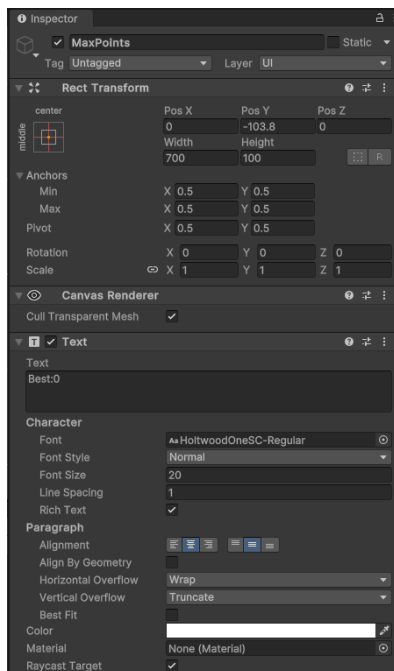 Inspector
MaxPoints Static
Tag Untagged Layer UI
Rect Transform
center Pos X Pos Y Pos Z
middle 0 -103.8 0
Width Height
700 100
R
Anchors
Min X 0.5 Y 0.5
Max X 0.5 Y 0.5
Pivot X 0.5 Y 0.5
Rotation X 0 Y 0 Z 0
Scale X 1 Y 1 Z 1
Canvas Renderer
Cull Transparent Mesh
T Text
Text
Best:0
Character
Font Aa HoltwoodOneSC-Regular
Font Style Normal
Font Size 20
Line Spacing 1
Rich Text
Paragraph
Alignment
Align By Geometry
Horizontal Overflow Wrap
Vertical Overflow Truncate
Best Fit
Color
Material None (Material)
Raycast Target